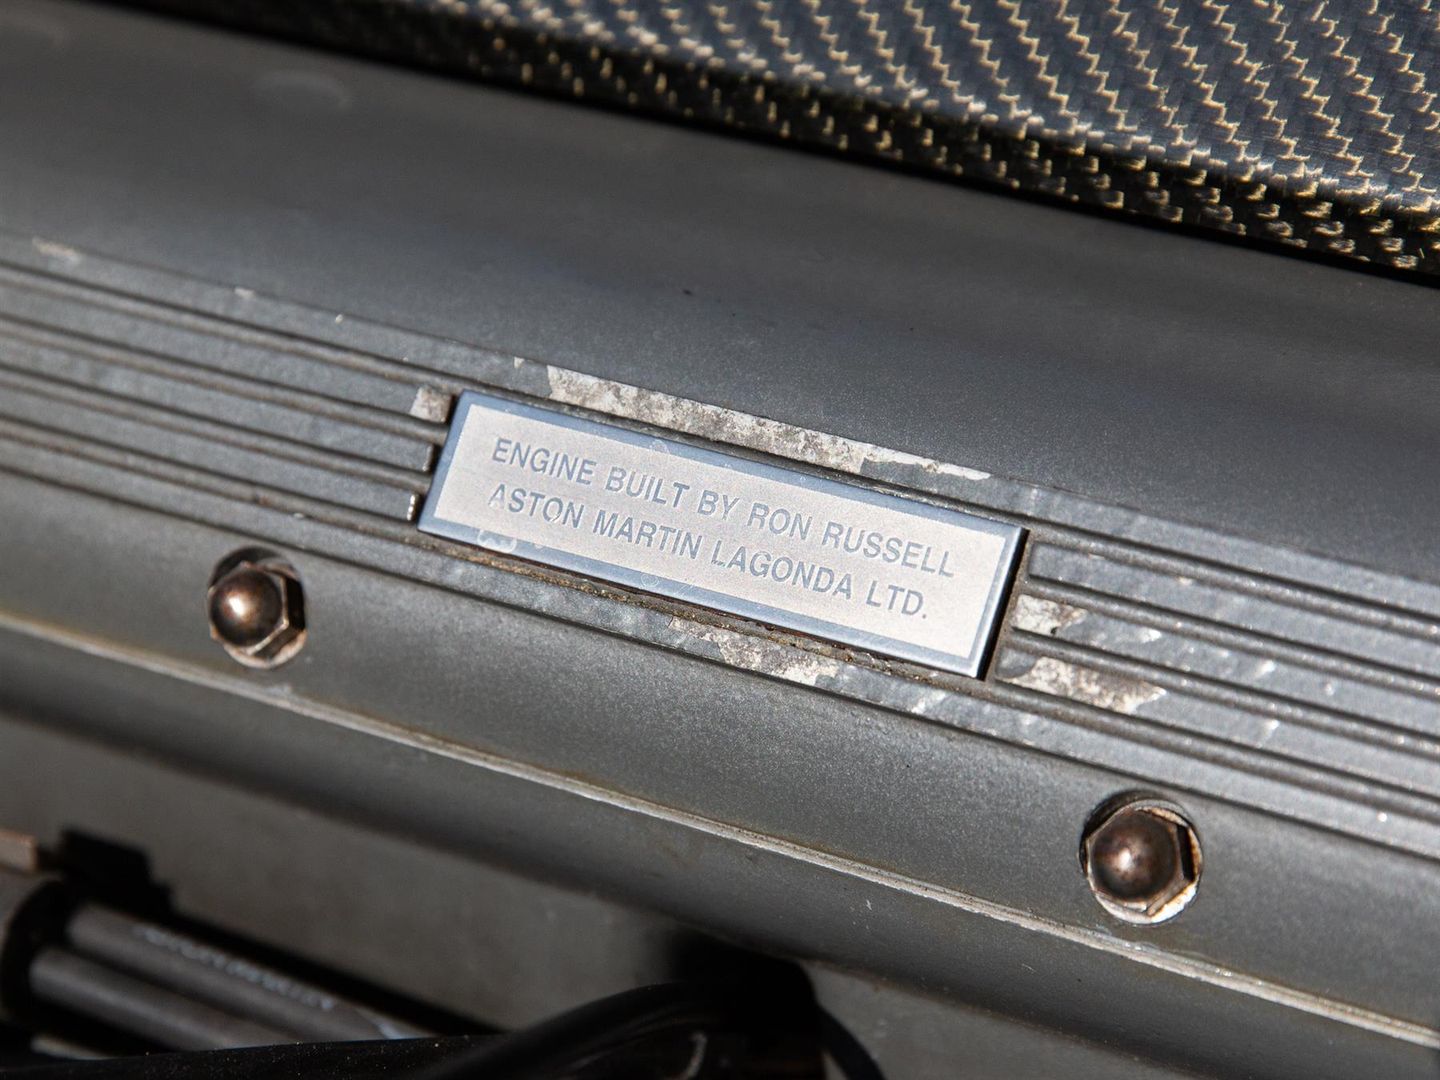 ENGINE BUILT BY RON RUSSELL
ASTON MARTIN LAGONDA LTD.